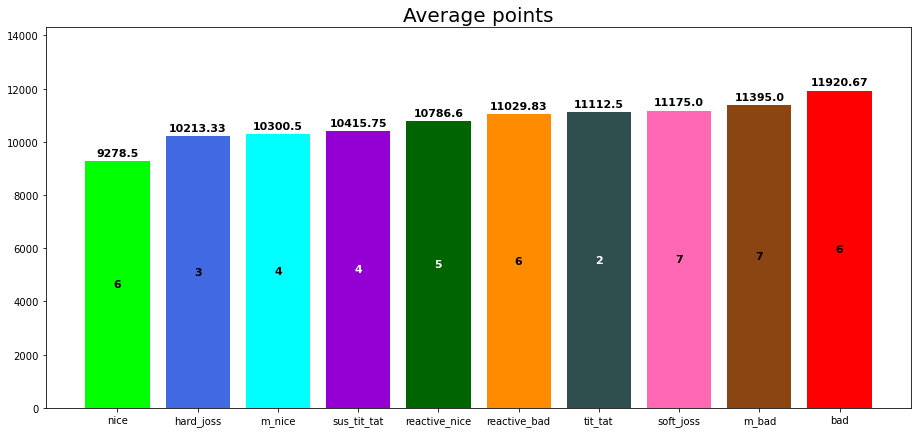 Average points
14000
12000
10000
8000
6000
4000
2000
0
9278.5
10213.33
10300.5
10415.75
10786.6
11029.83
11112.5
11175.0
11395.0
11920.67
6
3
4
4
5
6
2
7
7
6
nice
hard_joss
m_nice
sus_tit_tat
reactive_nice
reactive_bad
tit_tat
soft_joss
m_bad
bad